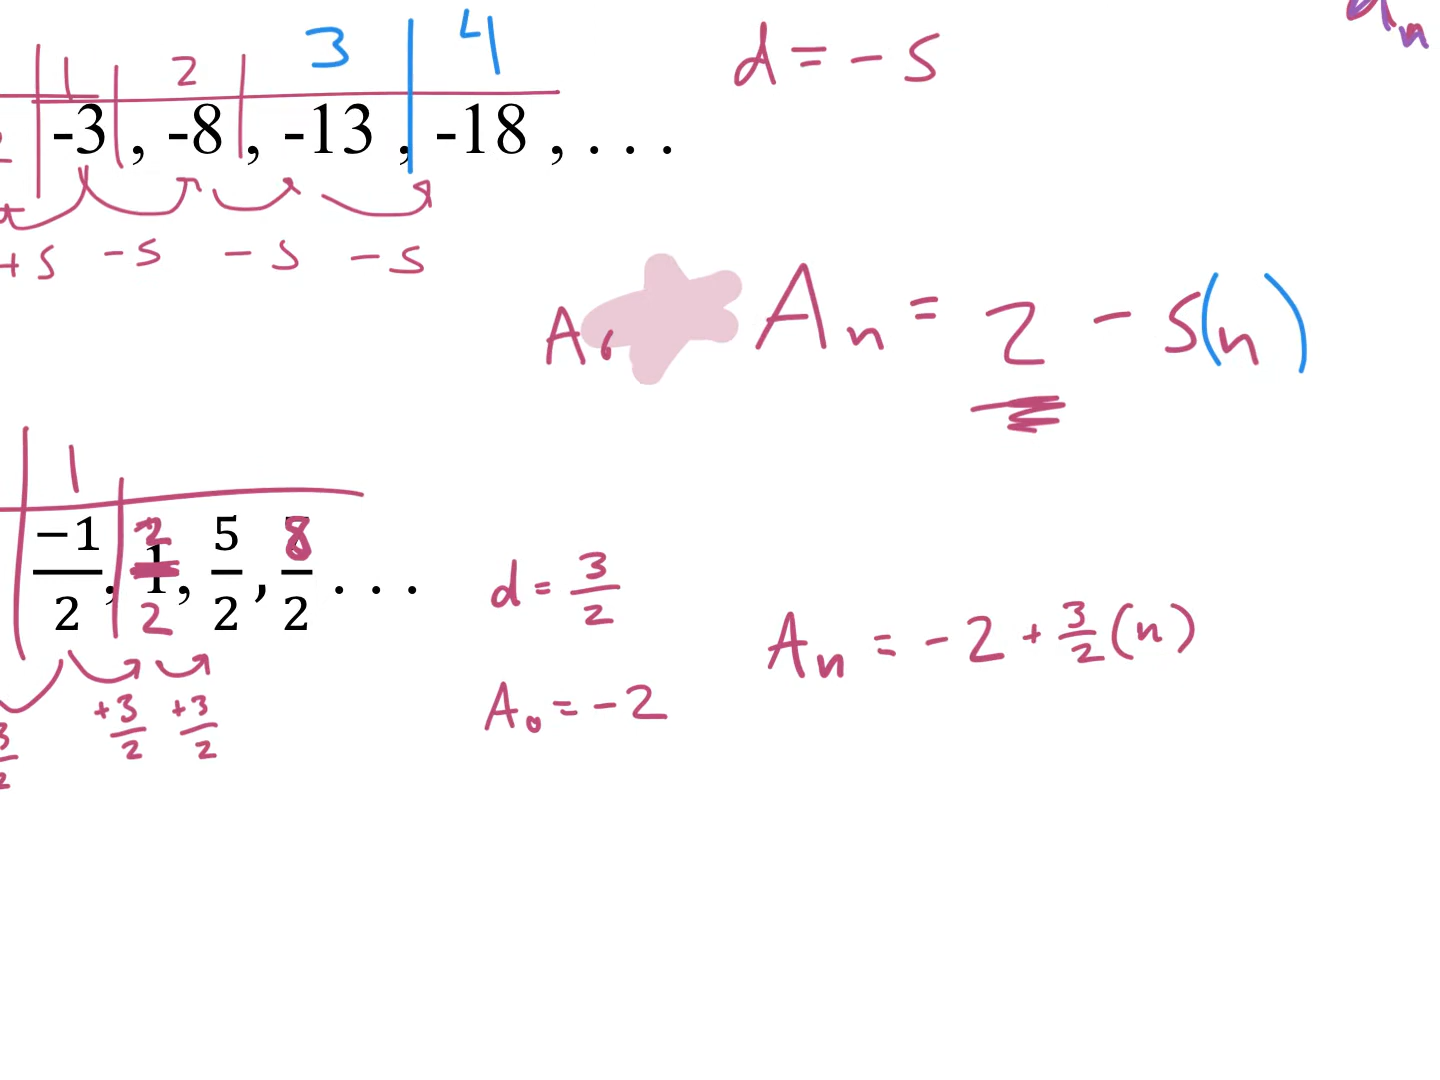 1 2 3 4
-3, -8, -13, -18, . . .
+5 -5 -5 -5
d = -5
A₀ Aₙ = 2 - 5(n)
1
−1/2, 2/2, 5/2, 8/2 . . .
+3/2 +3/2
d = 3/2
A₀ = -2
Aₙ = -2 + 3/2 (n)